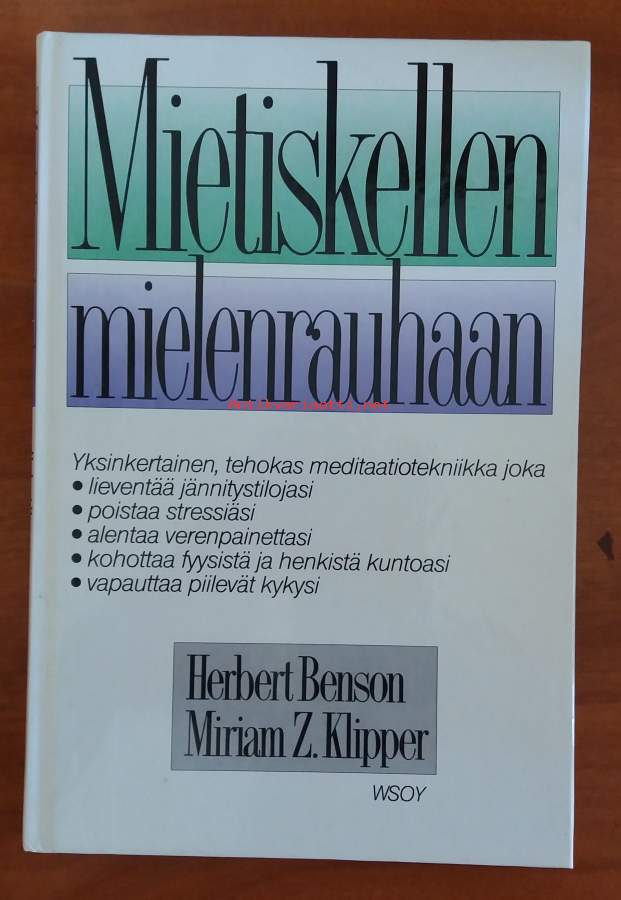 Mietiskellen
mielenrauhaan
antikvariaatti.net
Yksinkertainen, tehokas meditaatiotekniikka joka
• lieventää jännitystilojasi
• poistaa stressiäsi
• alentaa verenpainettasi
• kohottaa fyysistä ja henkistä kuntoasi
• vapauttaa piilevät kykysi
Herbert Benson
Miriam Z. Klipper
WSOY